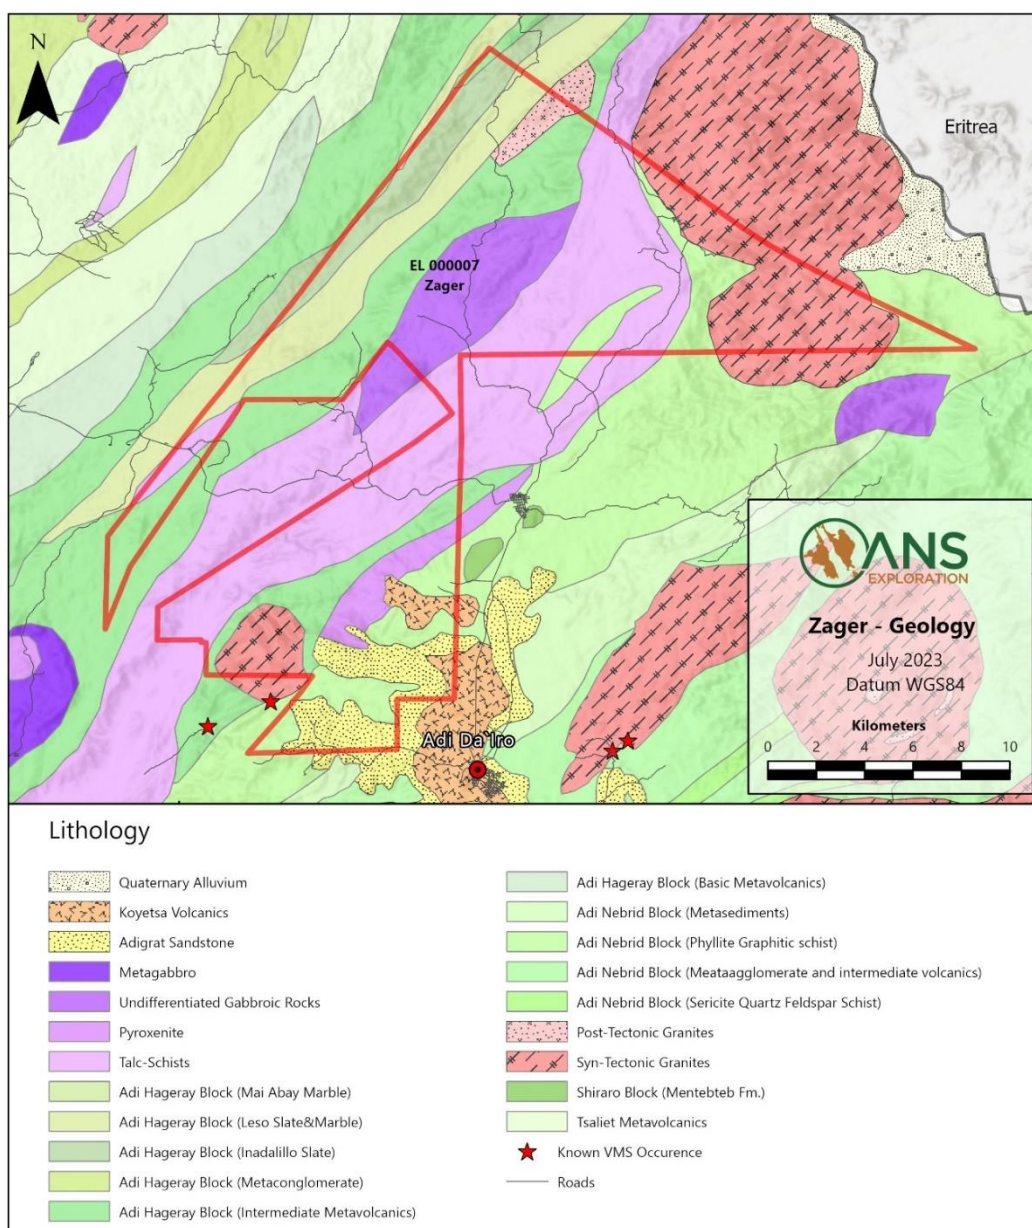 N
Eritrea
EL 000007
Zager
ANS
EXPLORATION
Zager - Geology
July 2023
Datum WGS84
Kilometers
0 2 4 6 8 10
Adi Da`Iro
Lithology
Quaternary Alluvium
Koyetsa Volcanics
Adigrat Sandstone
Metagabbro
Undifferentiated Gabbroic Rocks
Pyroxenite
Talc-Schists
Adi Hageray Block (Mai Abay Marble)
Adi Hageray Block (Leso Slate&Marble)
Adi Hageray Block (Inadalillo Slate)
Adi Hageray Block (Metaconglomerate)
Adi Hageray Block (Intermediate Metavolcanics)
Adi Hageray Block (Basic Metavolcanics)
Adi Nebrid Block (Metasediments)
Adi Nebrid Block (Phyllite Graphitic schist)
Adi Nebrid Block (Meataagglomerate and intermediate volcanics)
Adi Nebrid Block (Sericite Quartz Feldspar Schist)
Post-Tectonic Granites
Syn-Tectonic Granites
Shiraro Block (Mentebteb Fm.)
Tsaliet Metavolcanics
Known VMS Occurence
Roads